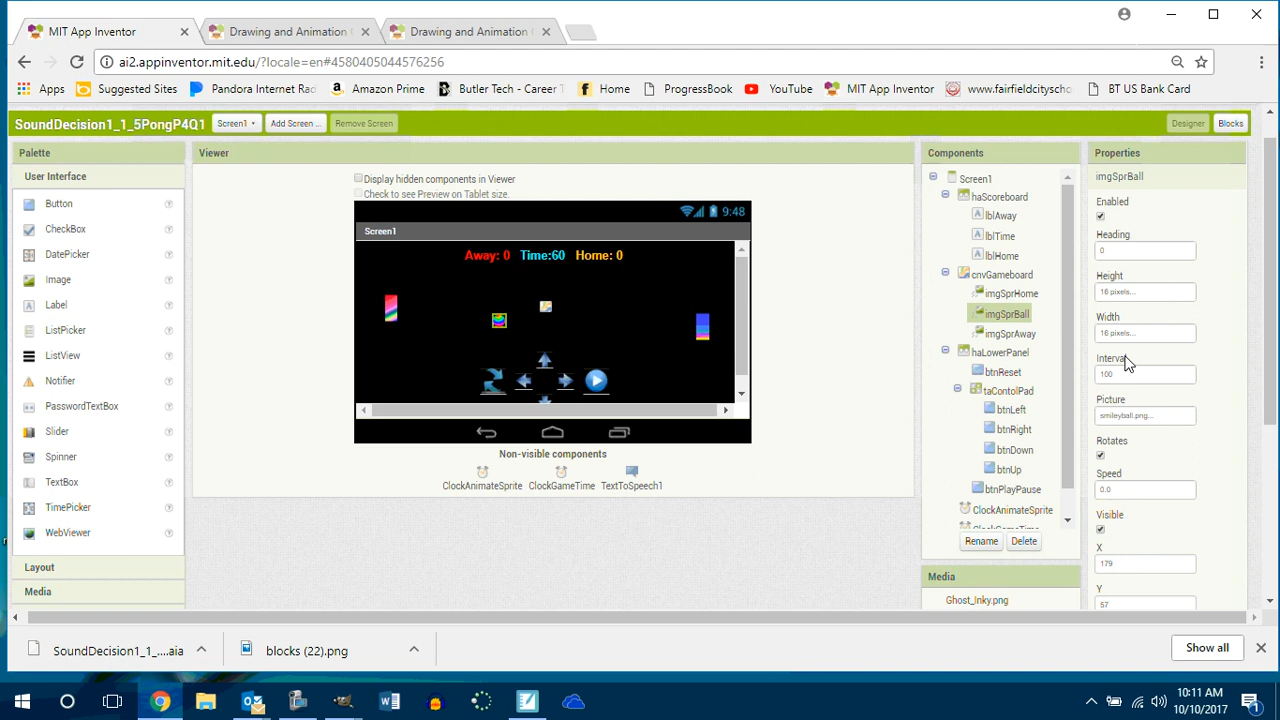 MIT App Inventor
Drawing and Animation
Drawing and Animation
ai2.appinventor.mit.edu/?locale=en#4580405044576256
Apps
Suggested Sites
Pandora Internet Rad
Amazon Prime
Butler Tech - Career T
Home
ProgressBook
YouTube
MIT App Inventor
www.fairfieldcityscho
BT US Bank Card
SoundDecision1_1_5PongP4Q1
Screen1
Add Screen ...
Remove Screen
Designer
Blocks
Palette
User Interface
Button
CheckBox
DatePicker
Image
Label
ListPicker
ListView
Notifier
PasswordTextBox
Slider
Spinner
TextBox
TimePicker
WebViewer
Layout
Media
Viewer
Display hidden components in Viewer
Check to see Preview on Tablet size.
9:48
Screen1
Away: 0 Time:60 Home: 0
Non-visible components
ClockAnimateSprite ClockGameTime TextToSpeech1
Components
Screen1
haScoreboard
lblAway
lblTime
lblHome
cnvGameboard
imgSprHome
imgSprBall
imgSprAway
haLowerPanel
btnReset
taContolPad
btnLeft
btnRight
btnDown
btnUp
btnPlayPause
ClockAnimateSprite
ClockGameTime
Rename
Delete
Media
Ghost_Inky.png
Properties
imgSprBall
Enabled
Heading
0
Height
16 pixels...
Width
16 pixels...
Interval
100
Picture
smileyball.png...
Rotates
Speed
0.0
Visible
X
179
Y
57
SoundDecision1_1_....aia
blocks (22).png
Show all
10:11 AM
10/10/2017